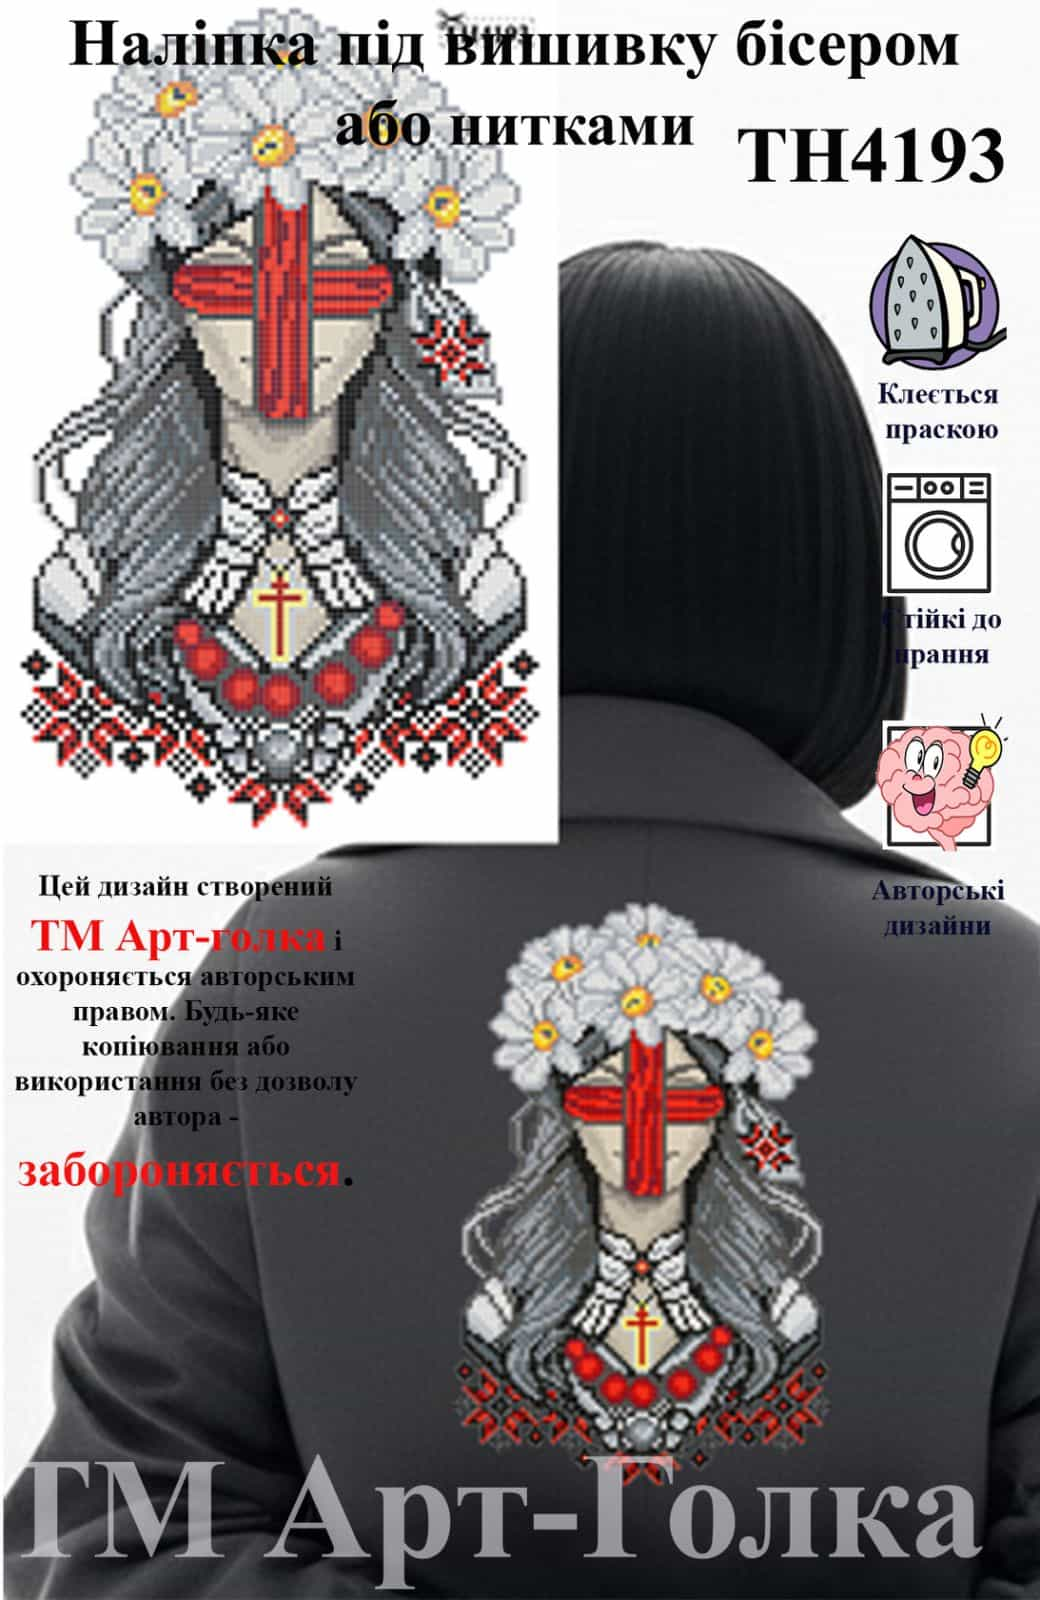 ТН4193
Наліпка під вишивку бісером
або нитками
ТН4193
Клеється
праскою
Стійкі до
прання
Авторські
дизайни
Цей дизайн створений
ТМ Арт-голка і
охороняється авторським
правом. Будь-яке
копіювання або
використання без дозволу
автора -
забороняється.
ТМ Арт-Голка